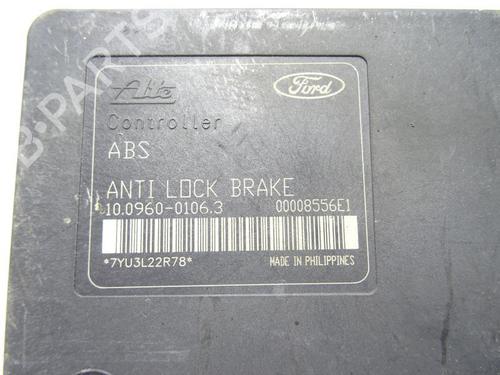 Ate
Ford
Controller
ABS
ANTI LOCK BRAKE
10.0960-0106.3 00008556E1
*7YU3L22R78* MADE IN PHILIPPINES
B-PARTS